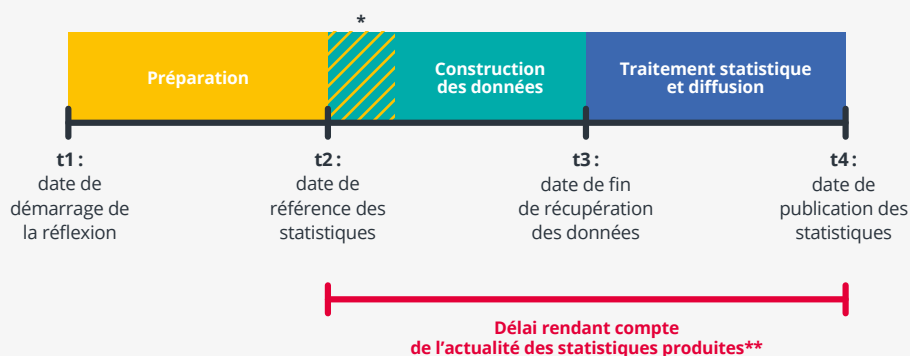 *
Préparation
Construction
des données
Traitement statistique
et diffusion
t1 :
date de
démarrage de
la réflexion
t2 :
date de
référence des
statistiques
t3 :
date de fin
de récupération
des données
t4 :
date de
publication des
statistiques
Délai rendant compte
de l’actualité des statistiques produites**